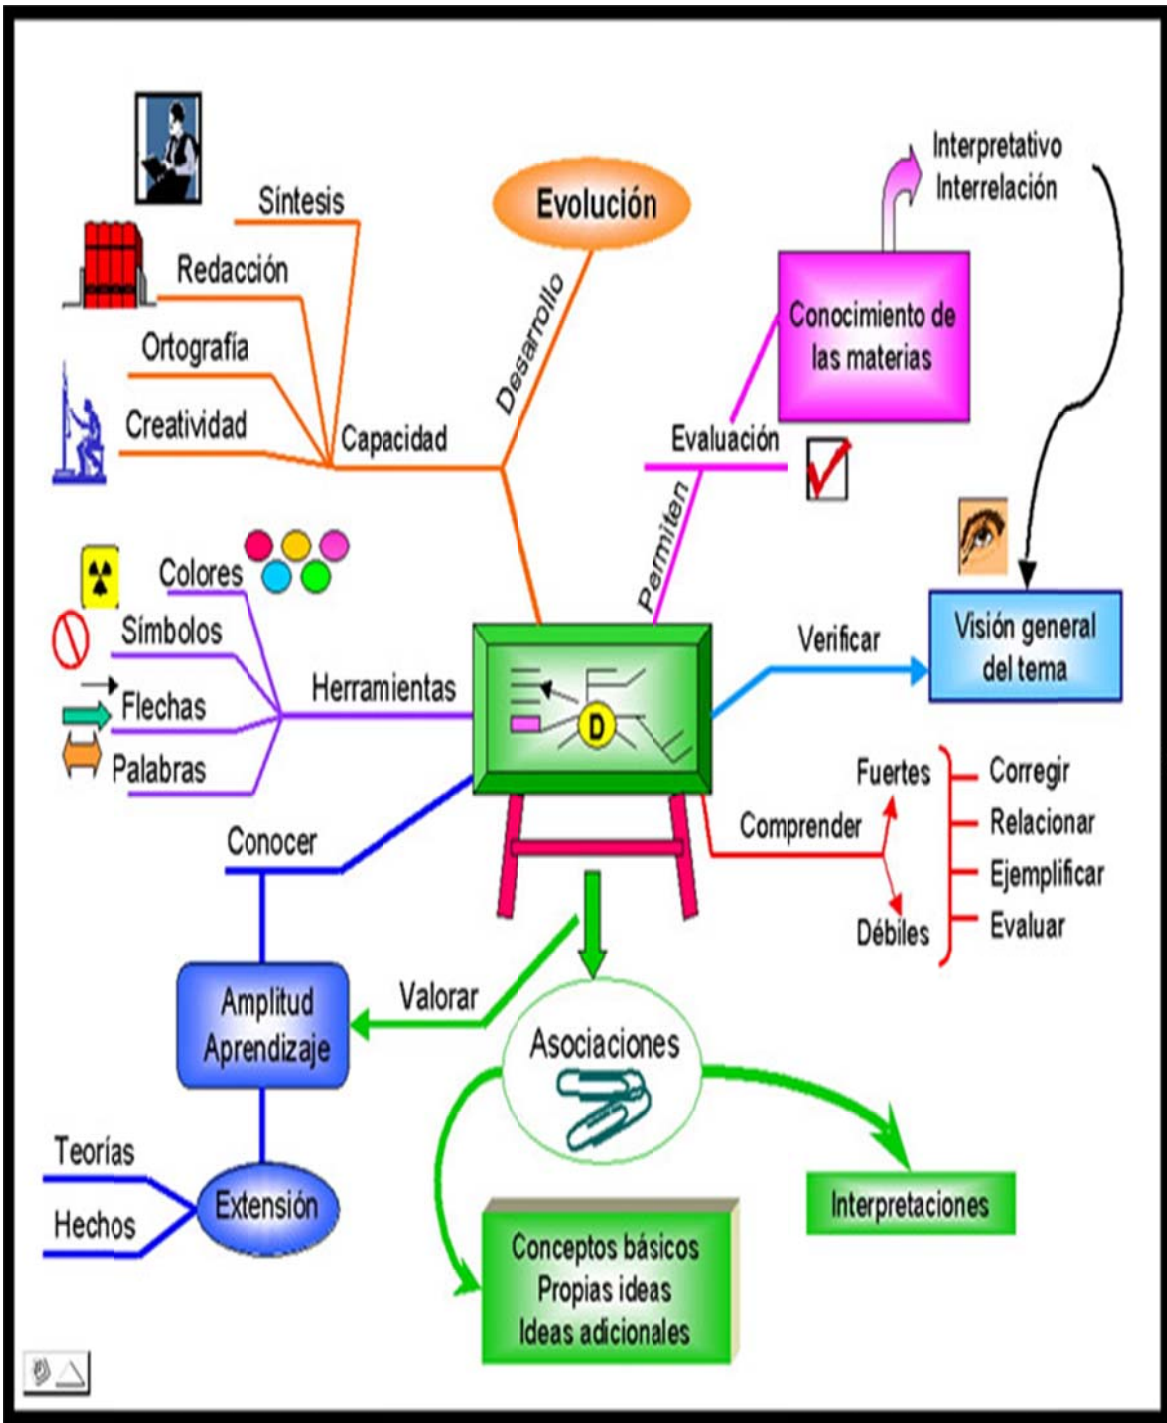 Evolución
Desarrollo
Síntesis
Redacción
Ortografía
Creatividad
Capacidad
Interpretativo
Interrelación
Conocimiento de
las materias
Evaluación
Permiten
Colores
Símbolos
Flechas
Palabras
Herramientas
D
Verificar
Visión general
del tema
Comprender
Fuertes
Débiles
Corregir
Relacionar
Ejemplificar
Evaluar
Conocer
Amplitud
Aprendizaje
Valorar
Extensión
Teorías
Hechos
Asociaciones
Conceptos básicos
Propias ideas
Ideas adicionales
Interpretaciones